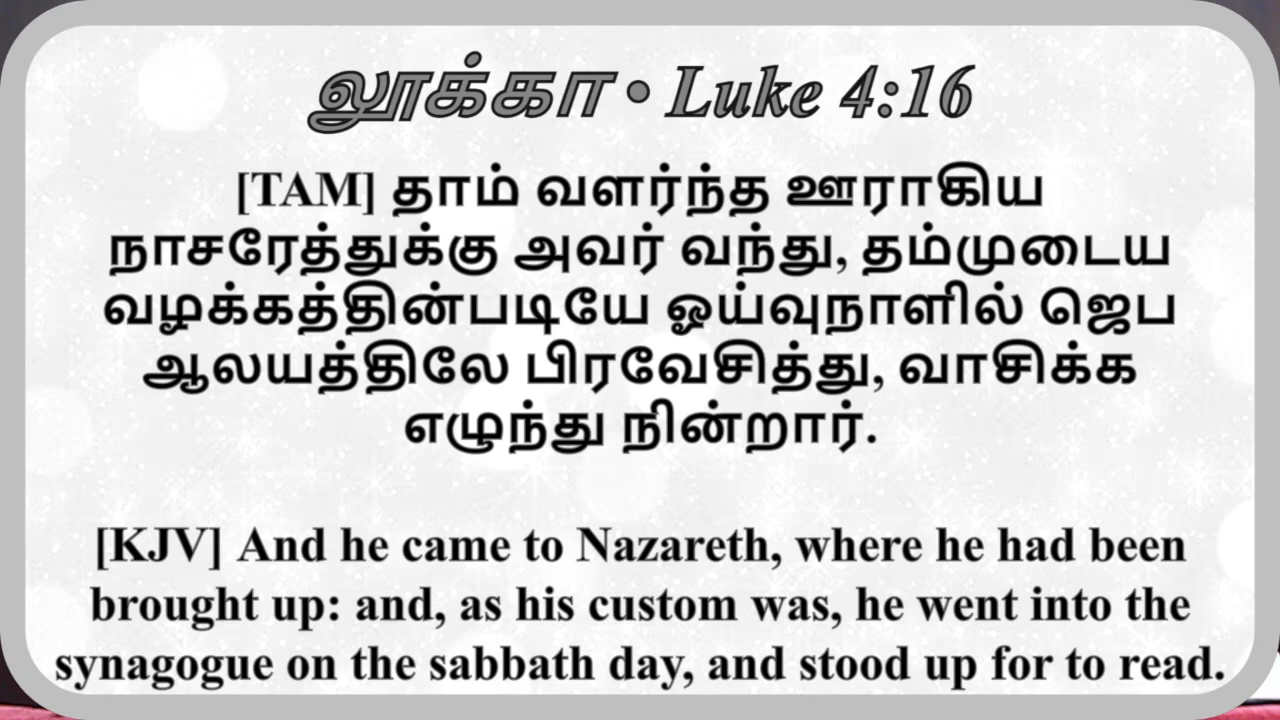 லூக்கா • Luke 4:16
[TAM] தாம் வளர்ந்த ஊராகிய
நாசரேத்துக்கு அவர் வந்து, தம்முடைய
வழக்கத்தின்படியே ஓய்வுநாளில் ஜெப
ஆலயத்திலே பிரவேசித்து, வாசிக்க
எழுந்து நின்றார்.
[KJV] And he came to Nazareth, where he had been
brought up: and, as his custom was, he went into the
synagogue on the sabbath day, and stood up for to read.